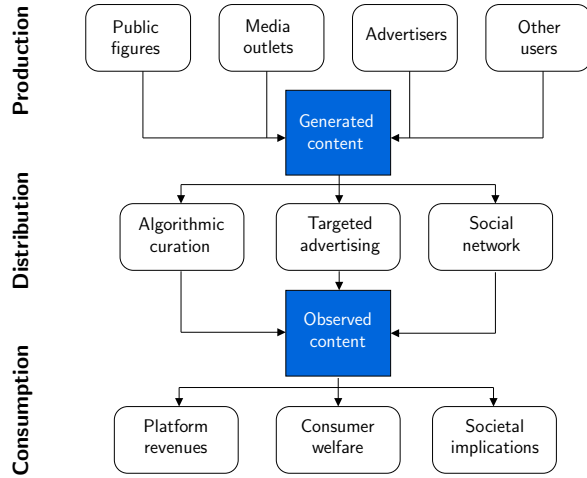 Production
Public
figures
Media
outlets
Advertisers
Other
users
Generated
content
Distribution
Algorithmic
curation
Targeted
advertising
Social
network
Observed
content
Consumption
Platform
revenues
Consumer
welfare
Societal
implications